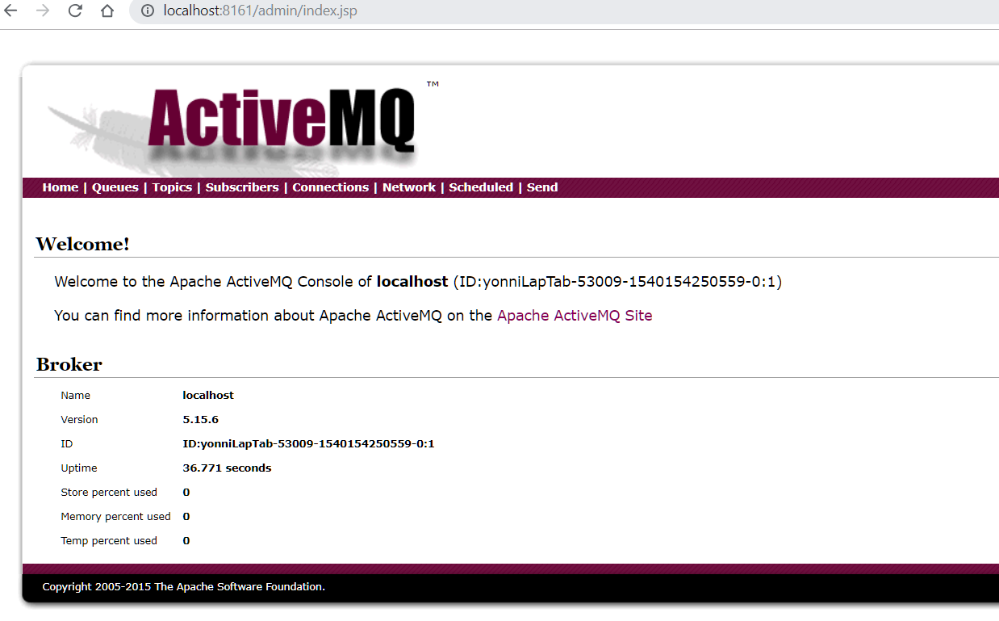 localhost:8161/admin/index.jsp
ActiveMQ ™
Home | Queues | Topics | Subscribers | Connections | Network | Scheduled | Send
Welcome!
Welcome to the Apache ActiveMQ Console of localhost (ID:yonniLapTab-53009-1540154250559-0:1)
You can find more information about Apache ActiveMQ on the Apache ActiveMQ Site
Broker
Name localhost
Version 5.15.6
ID ID:yonniLapTab-53009-1540154250559-0:1
Uptime 36.771 seconds
Store percent used 0
Memory percent used 0
Temp percent used 0
Copyright 2005-2015 The Apache Software Foundation.